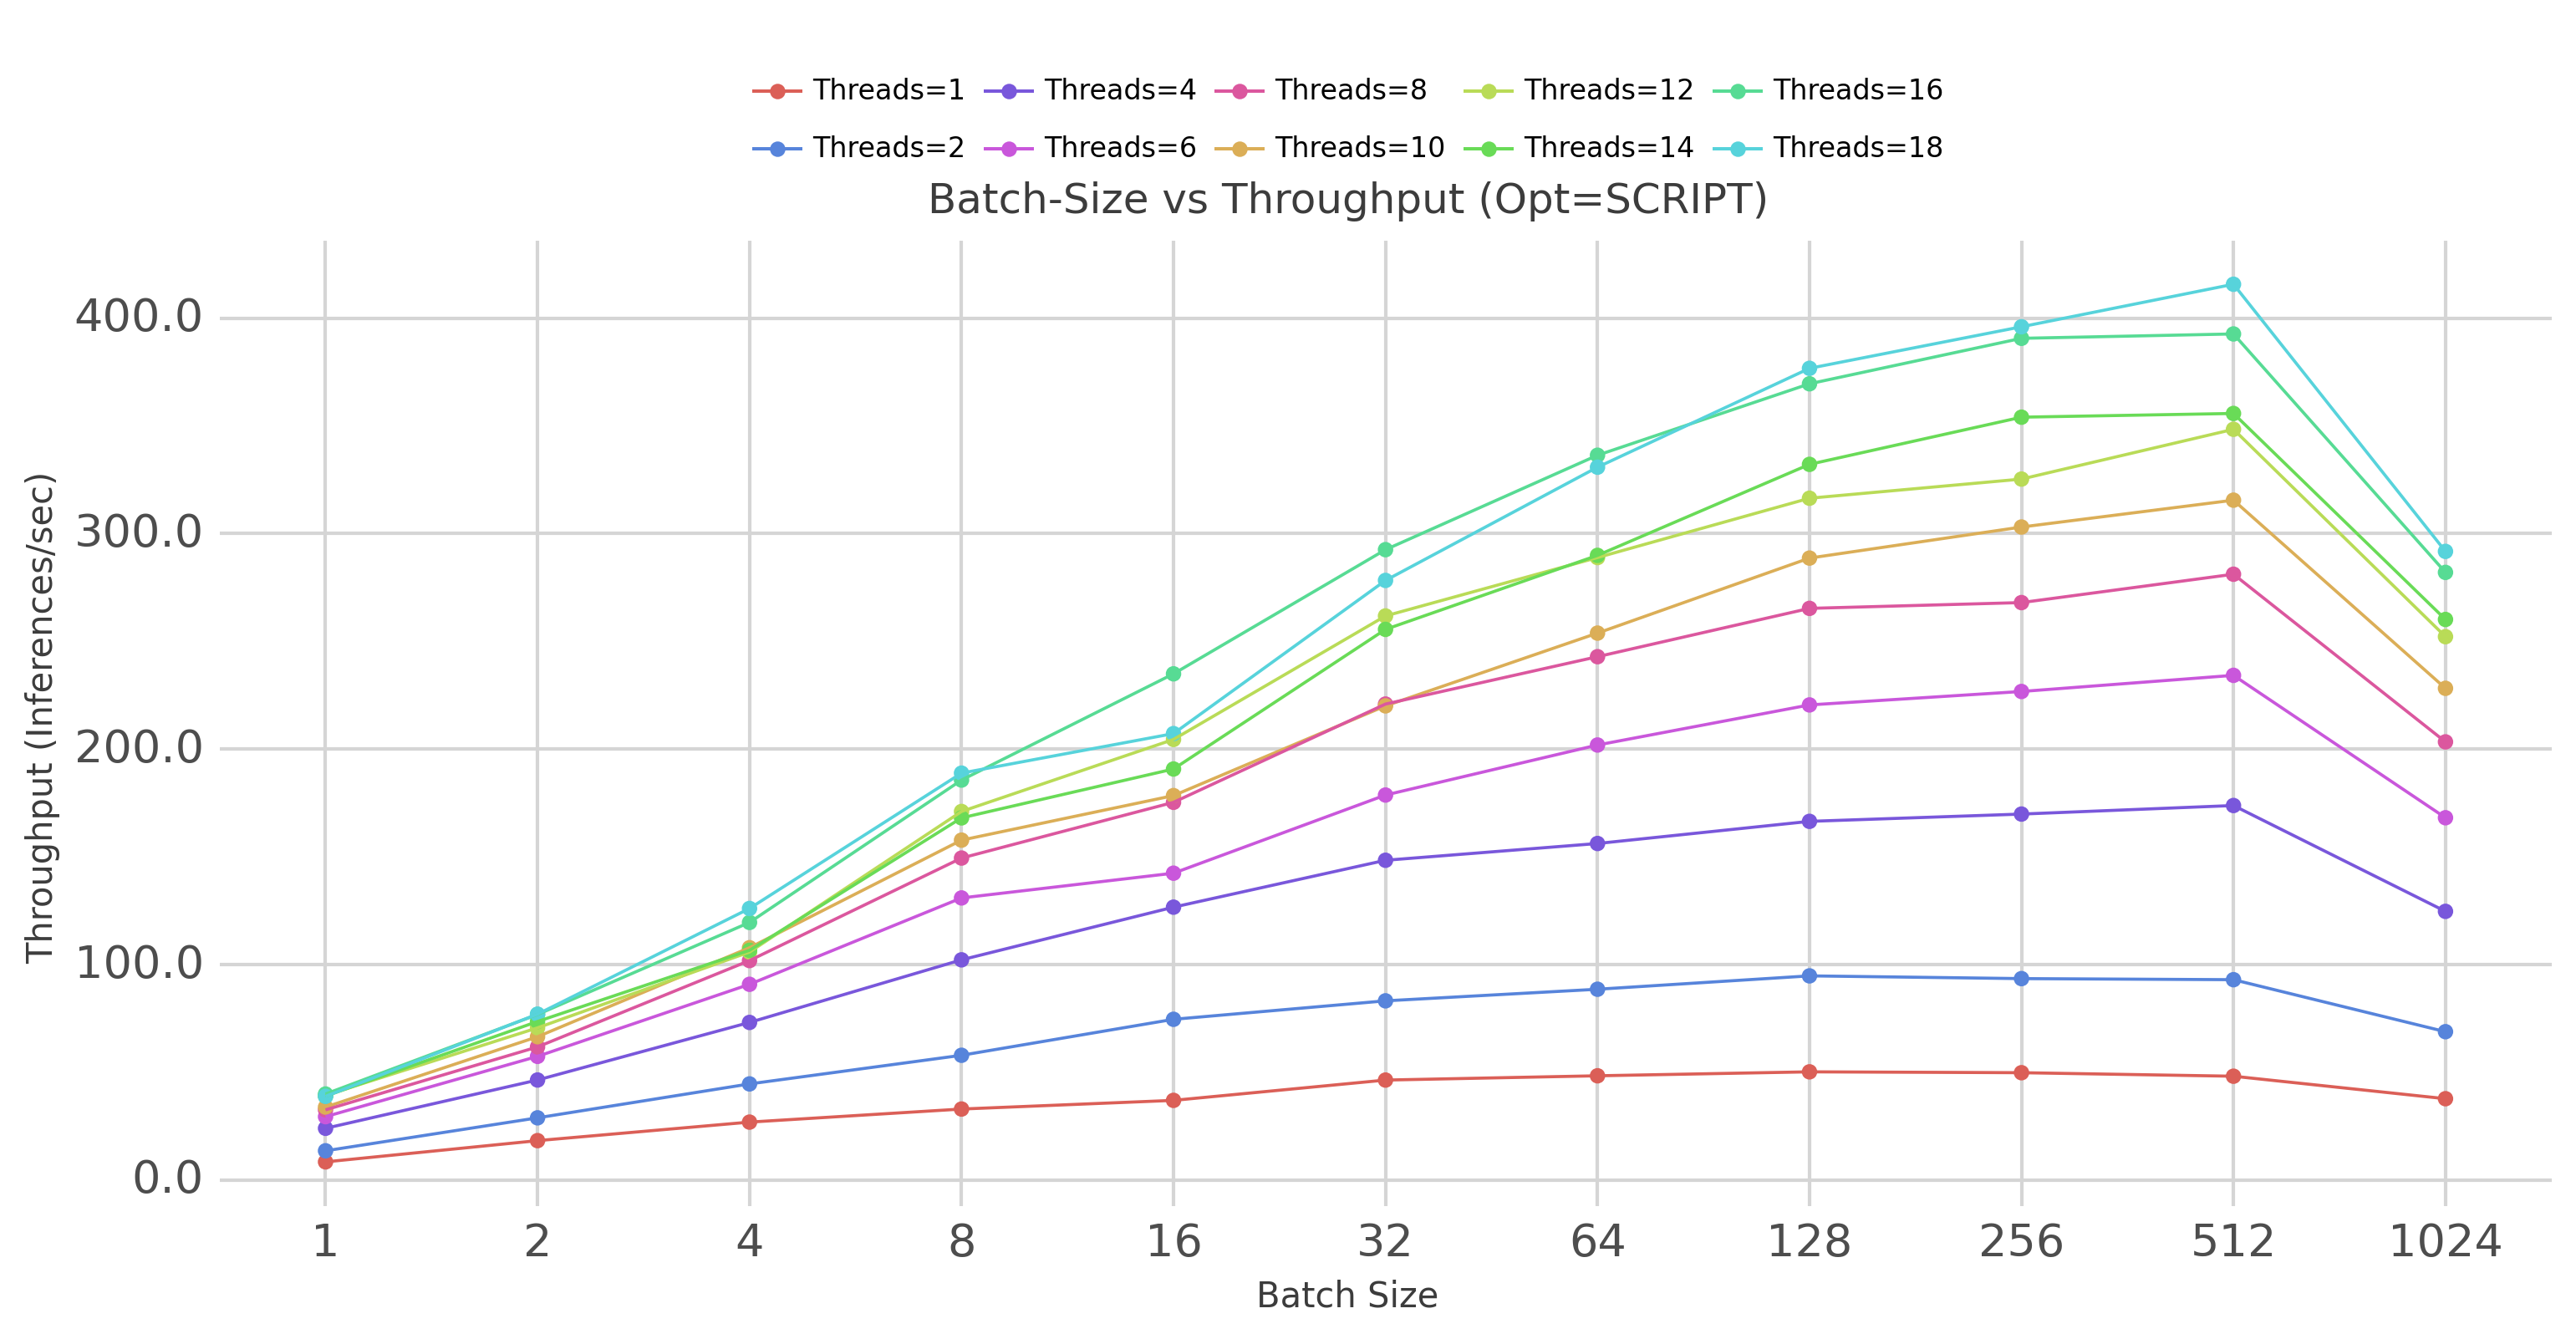 Threads=1 Threads=4 Threads=8 Threads=12 Threads=16
Threads=2 Threads=6 Threads=10 Threads=14 Threads=18
Batch-Size vs Throughput (Opt=SCRIPT)
Throughput (Inferences/sec)
400.0
300.0
200.0
100.0
0.0
1 2 4 8 16 32 64 128 256 512 1024
Batch Size